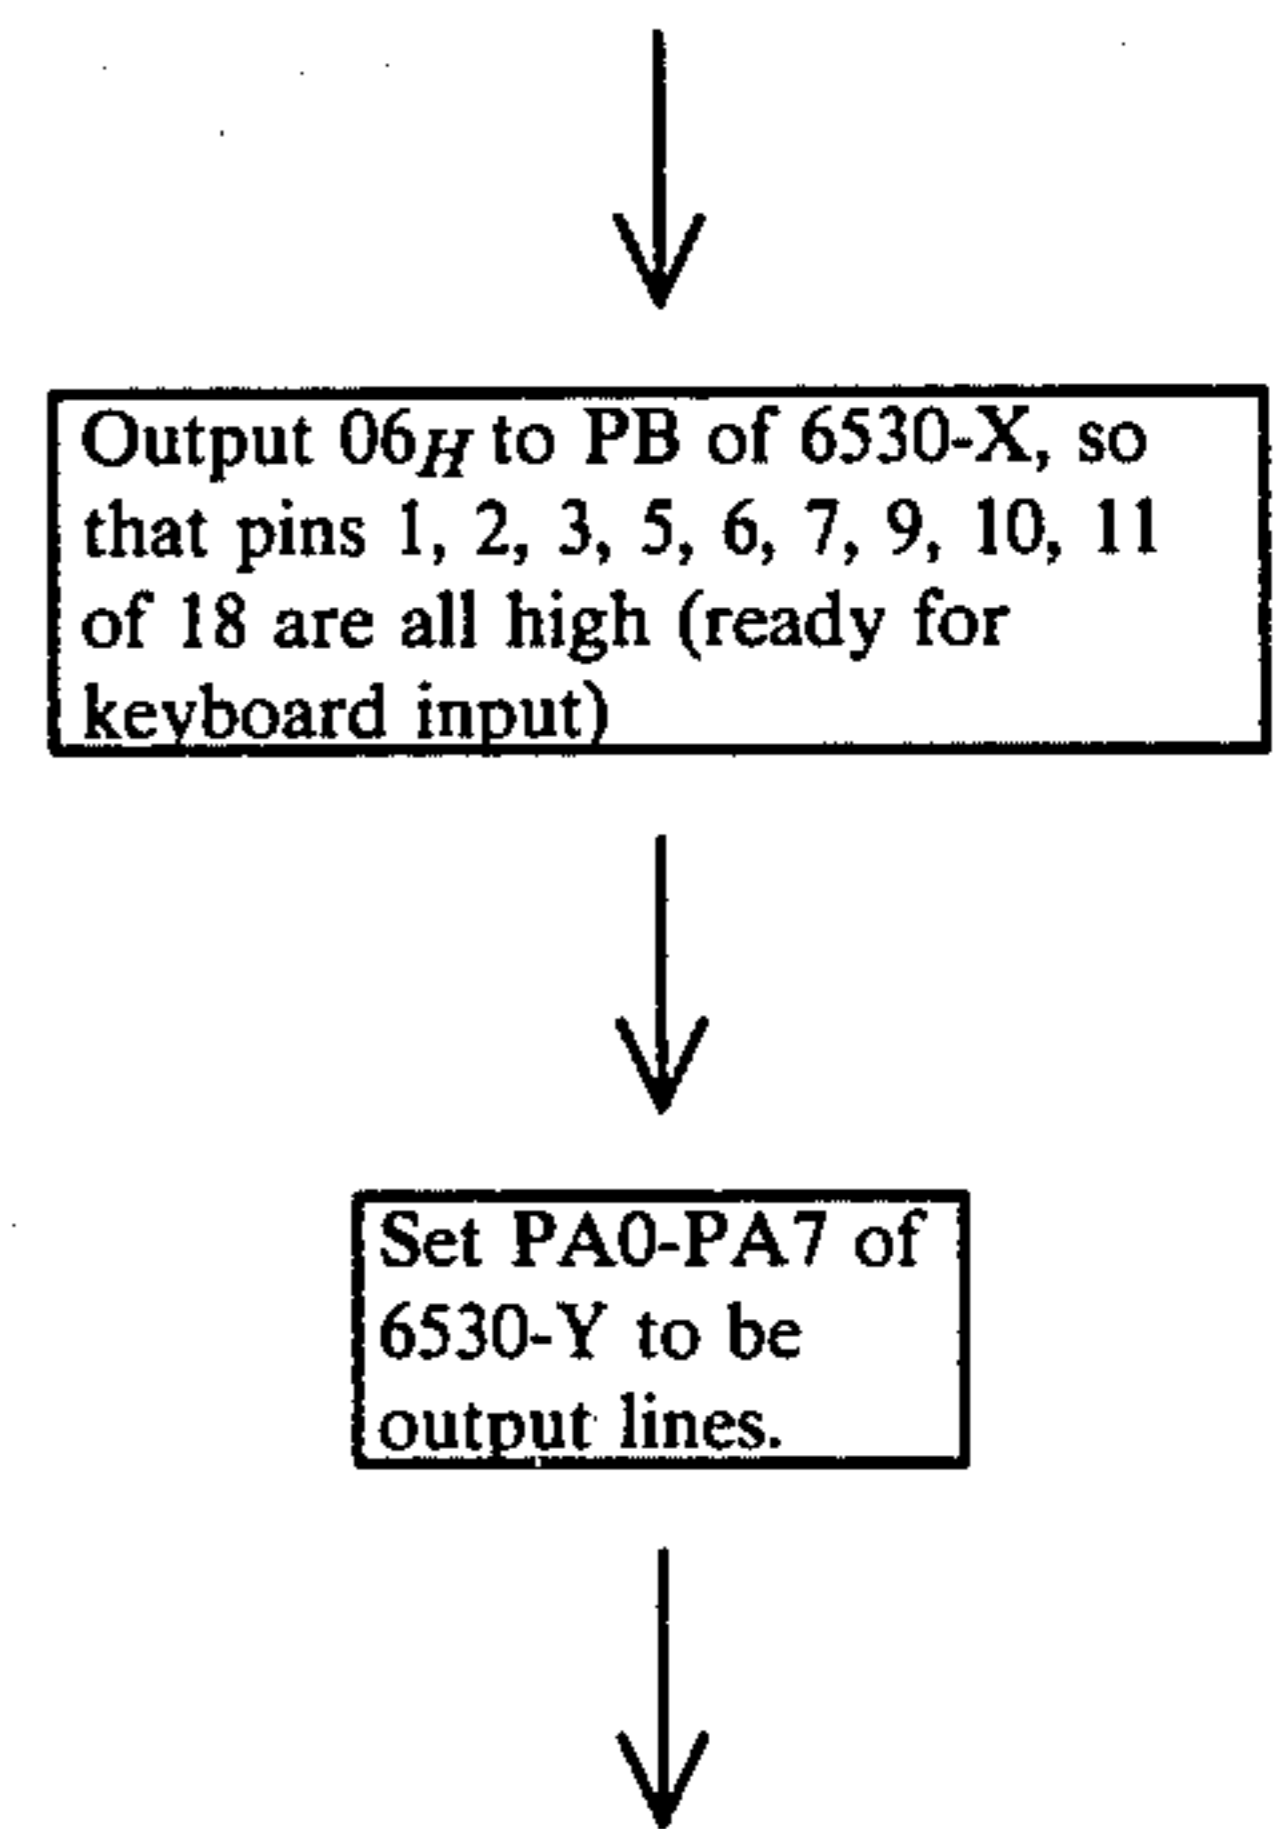 Output 06H to PB of 6530-X, so
that pins 1, 2, 3, 5, 6, 7, 9, 10, 11
of 18 are all high (ready for
keyboard input)
Set PA0-PA7 of
6530-Y to be
output lines.